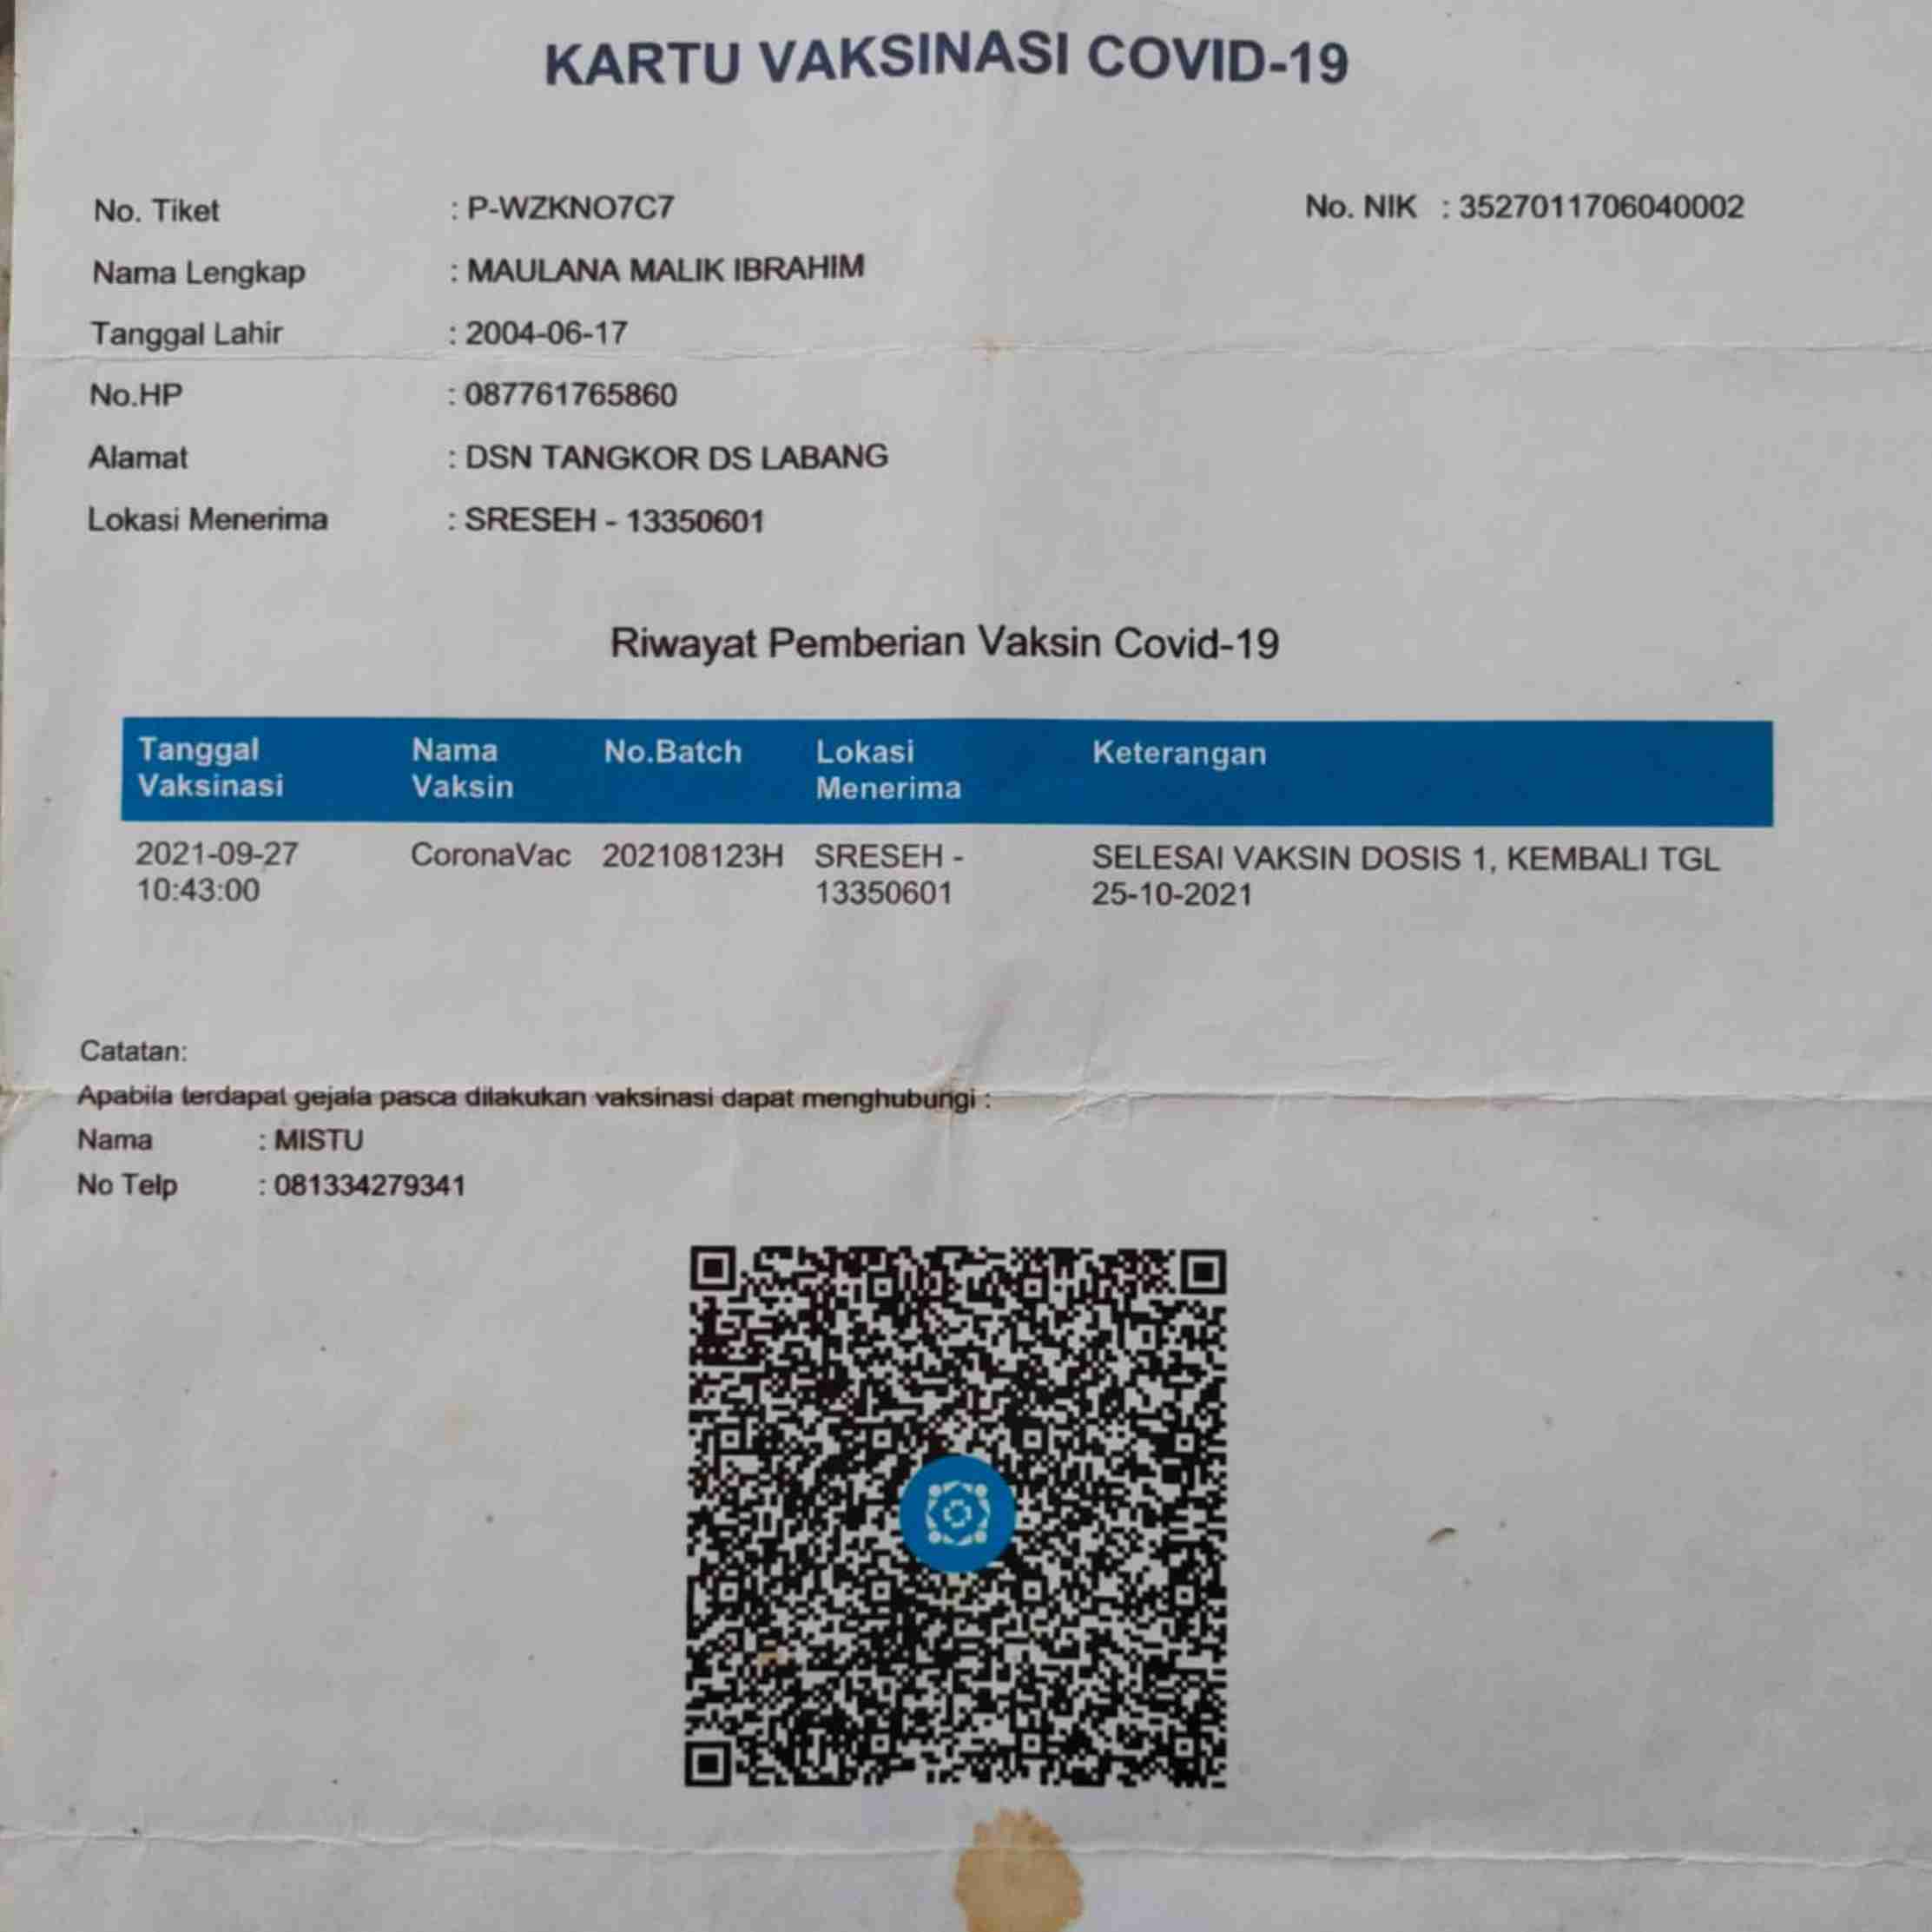 KARTU VAKSINASI COVID-19
No. Tiket : P-WZKNO7C7 No. NIK : 3527011706040002
Nama Lengkap : MAULANA MALIK IBRAHIM
Tanggal Lahir : 2004-06-17
No.HP : 087761765860
Alamat : DSN TANGKOR DS LABANG
Lokasi Menerima : SRESEH - 13350601
Riwayat Pemberian Vaksin Covid-19
Tanggal Vaksinasi Nama Vaksin No.Batch Lokasi Menerima Keterangan
2021-09-27 10:43:00 CoronaVac 202108123H SRESEH - 13350601 SELESAI VAKSIN DOSIS 1, KEMBALI TGL 25-10-2021
Catatan:
Apabila terdapat gejala pasca dilakukan vaksinasi dapat menghubungi :
Nama : MISTU
No Telp : 081334279341